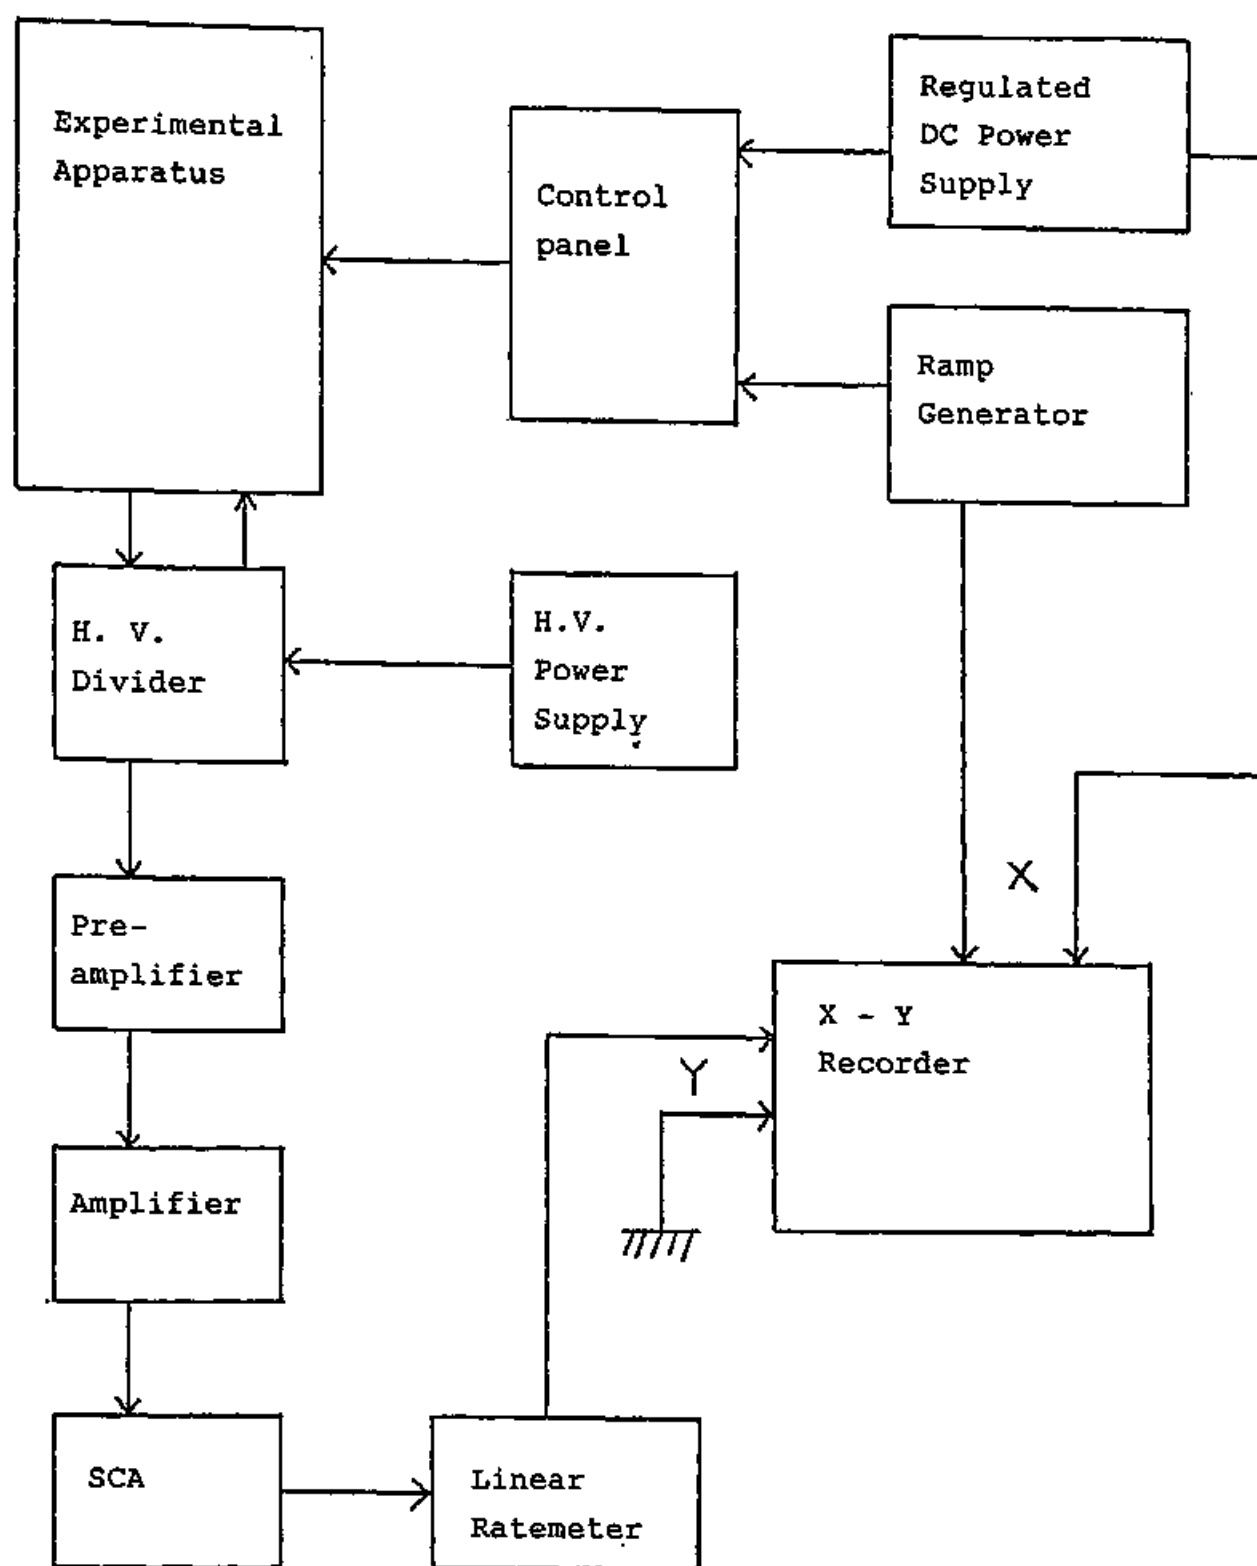 Experimental
Apparatus
Control
panel
Regulated
DC Power
Supply
Ramp
Generator
H. V.
Divider
H.V.
Power
Supply
X
Pre-
amplifier
X - Y
Recorder
Y
Amplifier
SCA
Linear
Ratemeter